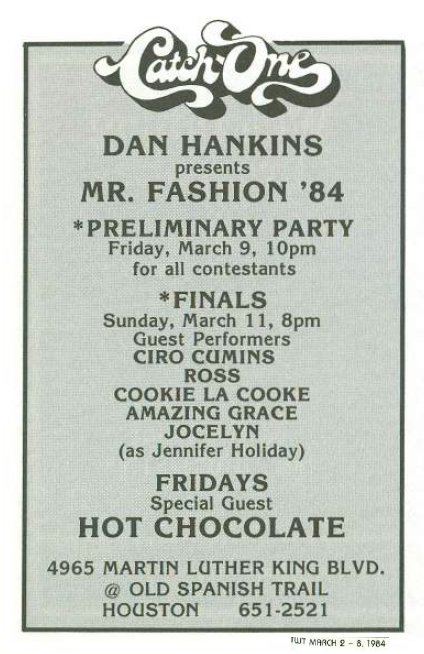 Catch-One
DAN HANKINS
presents
MR. FASHION '84
*PRELIMINARY PARTY
Friday, March 9, 10pm
for all contestants
*FINALS
Sunday, March 11, 8pm
Guest Performers
CIRO CUMINS
ROSS
COOKIE LA COOKE
AMAZING GRACE
JOCELYN
(as Jennifer Holiday)
FRIDAYS
Special Guest
HOT CHOCOLATE
4965 MARTIN LUTHER KING BLVD.
@ OLD SPANISH TRAIL
HOUSTON 651-2521
TWT MARCH 2 – 8, 1984